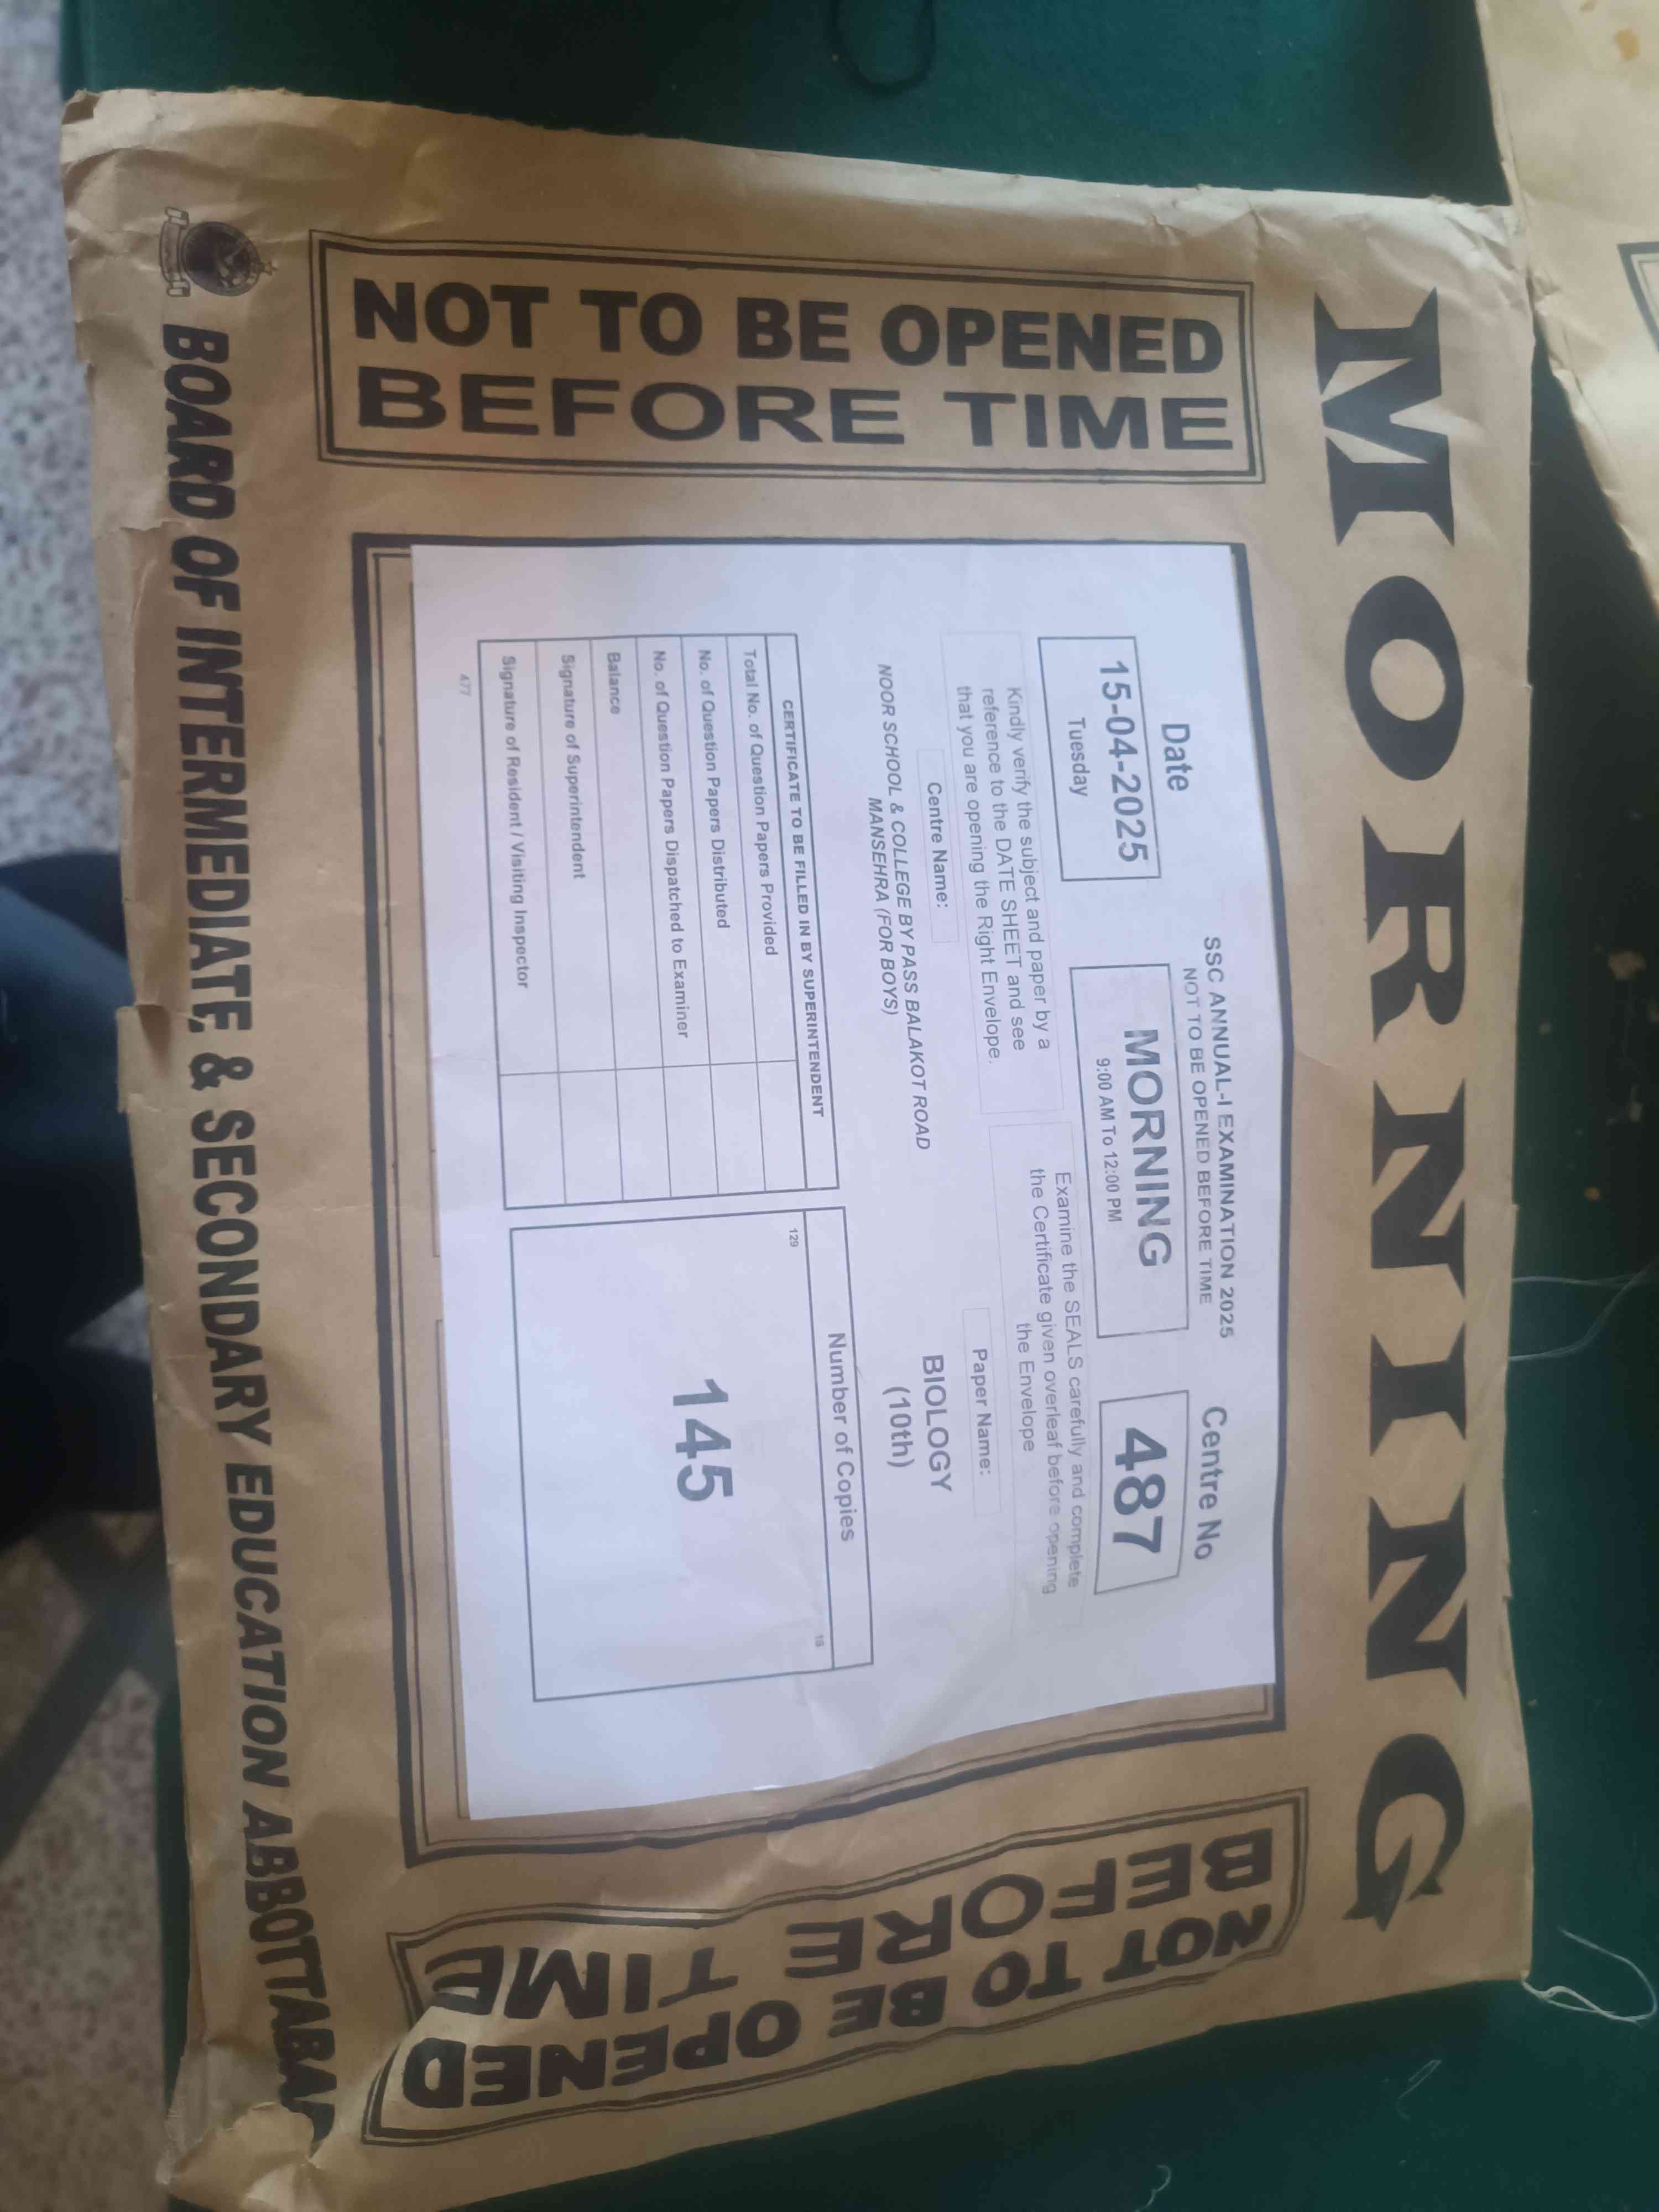 MORNING
NOT TO BE OPENED
BEFORE TIME
SSC ANNUAL-I EXAMINATION 2025
NOT TO BE OPENED BEFORE TIME
Date
15-04-2025
Tuesday
MORNING
9:00 AM To 12:00 PM
Centre No
487
Kindly verify the subject and paper by a
reference to the DATE SHEET and see
that you are opening the Right Envelope.
Examine the SEALS carefully and complete
the Certificate given overleaf before opening
the Envelope
Centre Name:
NOOR SCHOOL & COLLEGE BY PASS BALAKOT ROAD
MANSEHRA (FOR BOYS)
Paper Name:
BIOLOGY
(10th)
CERTIFICATE TO BE FILLED IN BY SUPERINTENDENT
Total No. of Question Papers Provided
No. of Question Papers Distributed
No. of Question Papers Dispatched to Examiner
Balance
Signature of Superintendent
Signature of Resident / Visiting Inspector
477
Number of Copies
129
18
145
NOT TO BE OPENED
BEFORE TIME
BOARD OF INTERMEDIATE & SECONDARY EDUCATION